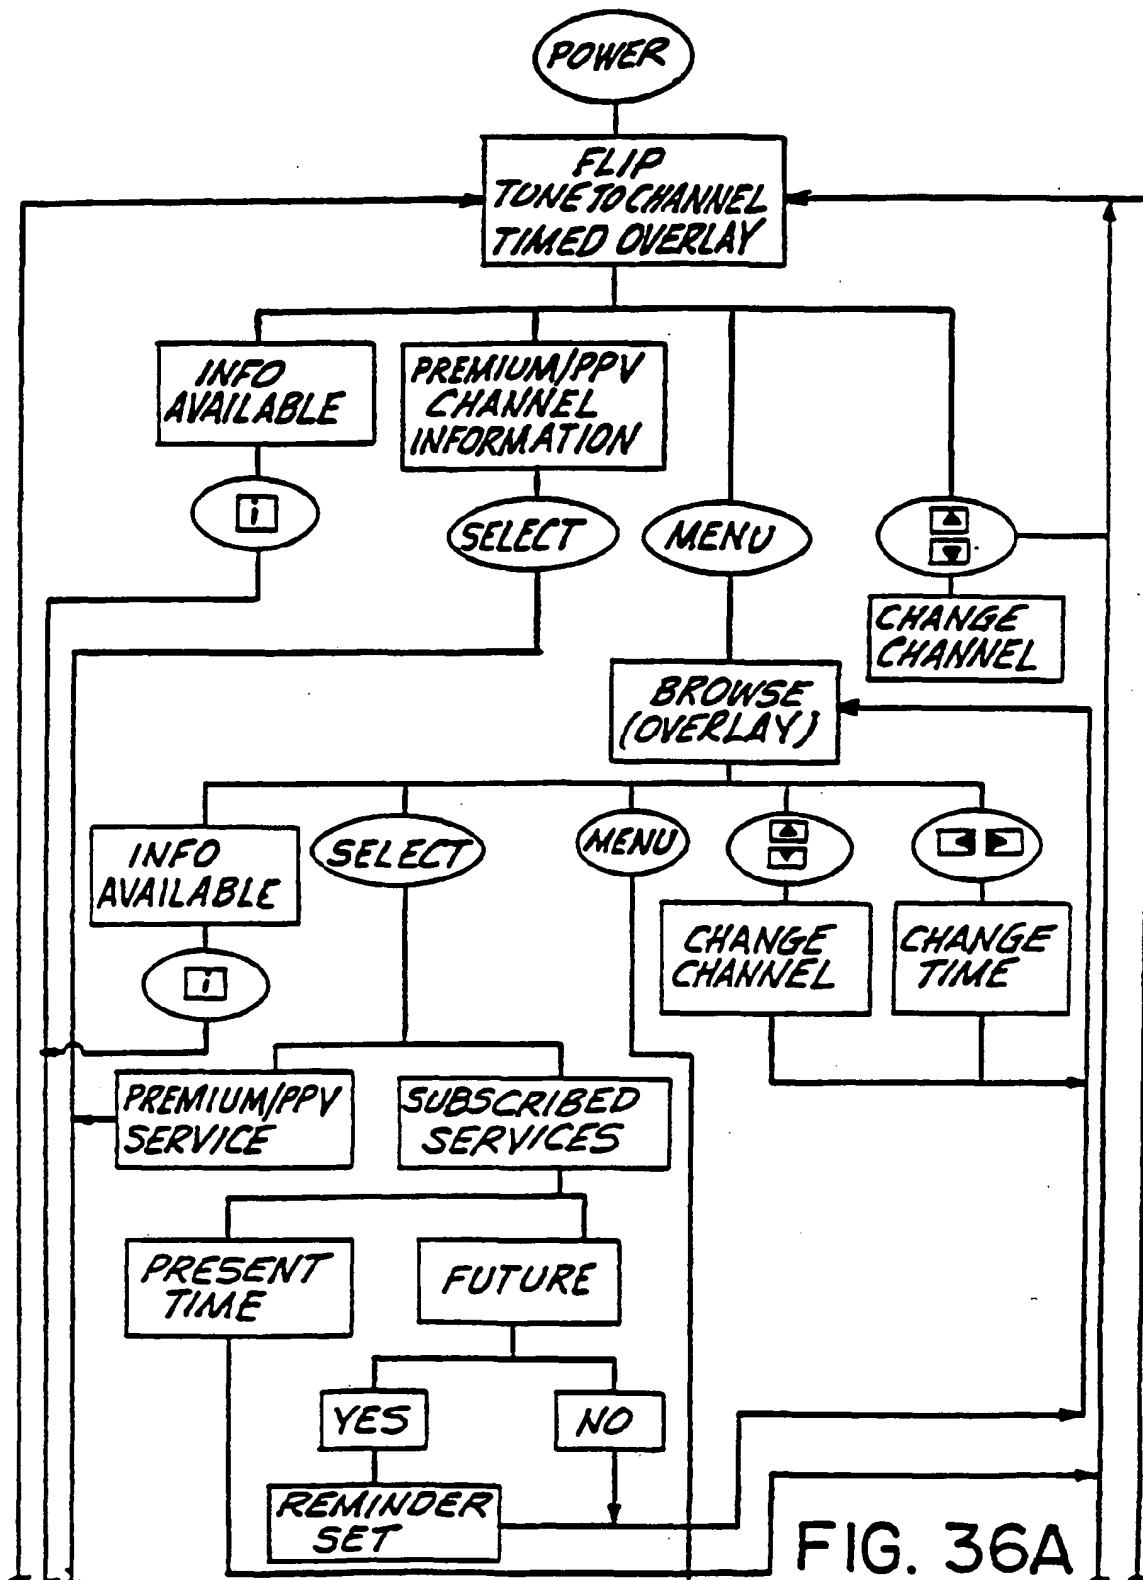 POWER
FLIP
TUNE TO CHANNEL
TIMED OVERLAY
INFO
AVAILABLE
PREMIUM/PPV
CHANNEL
INFORMATION
i
SELECT
MENU
CHANGE
CHANNEL
BROWSE
(OVERLAY)
INFO
AVAILABLE
SELECT
MENU
i
CHANGE
CHANNEL
CHANGE
TIME
PREMIUM/PPV
SERVICE
SUBSCRIBED
SERVICES
PRESENT
TIME
FUTURE
YES
NO
REMINDER
SET
FIG. 36A